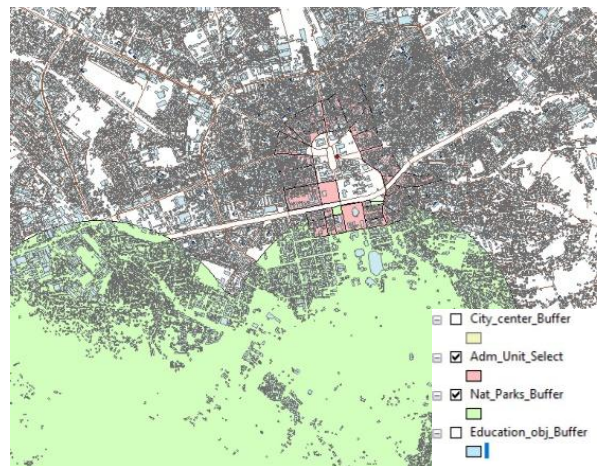 City_center_Buffer
Adm_Unit_Select
Nat_Parks_Buffer
Education_obj_Buffer